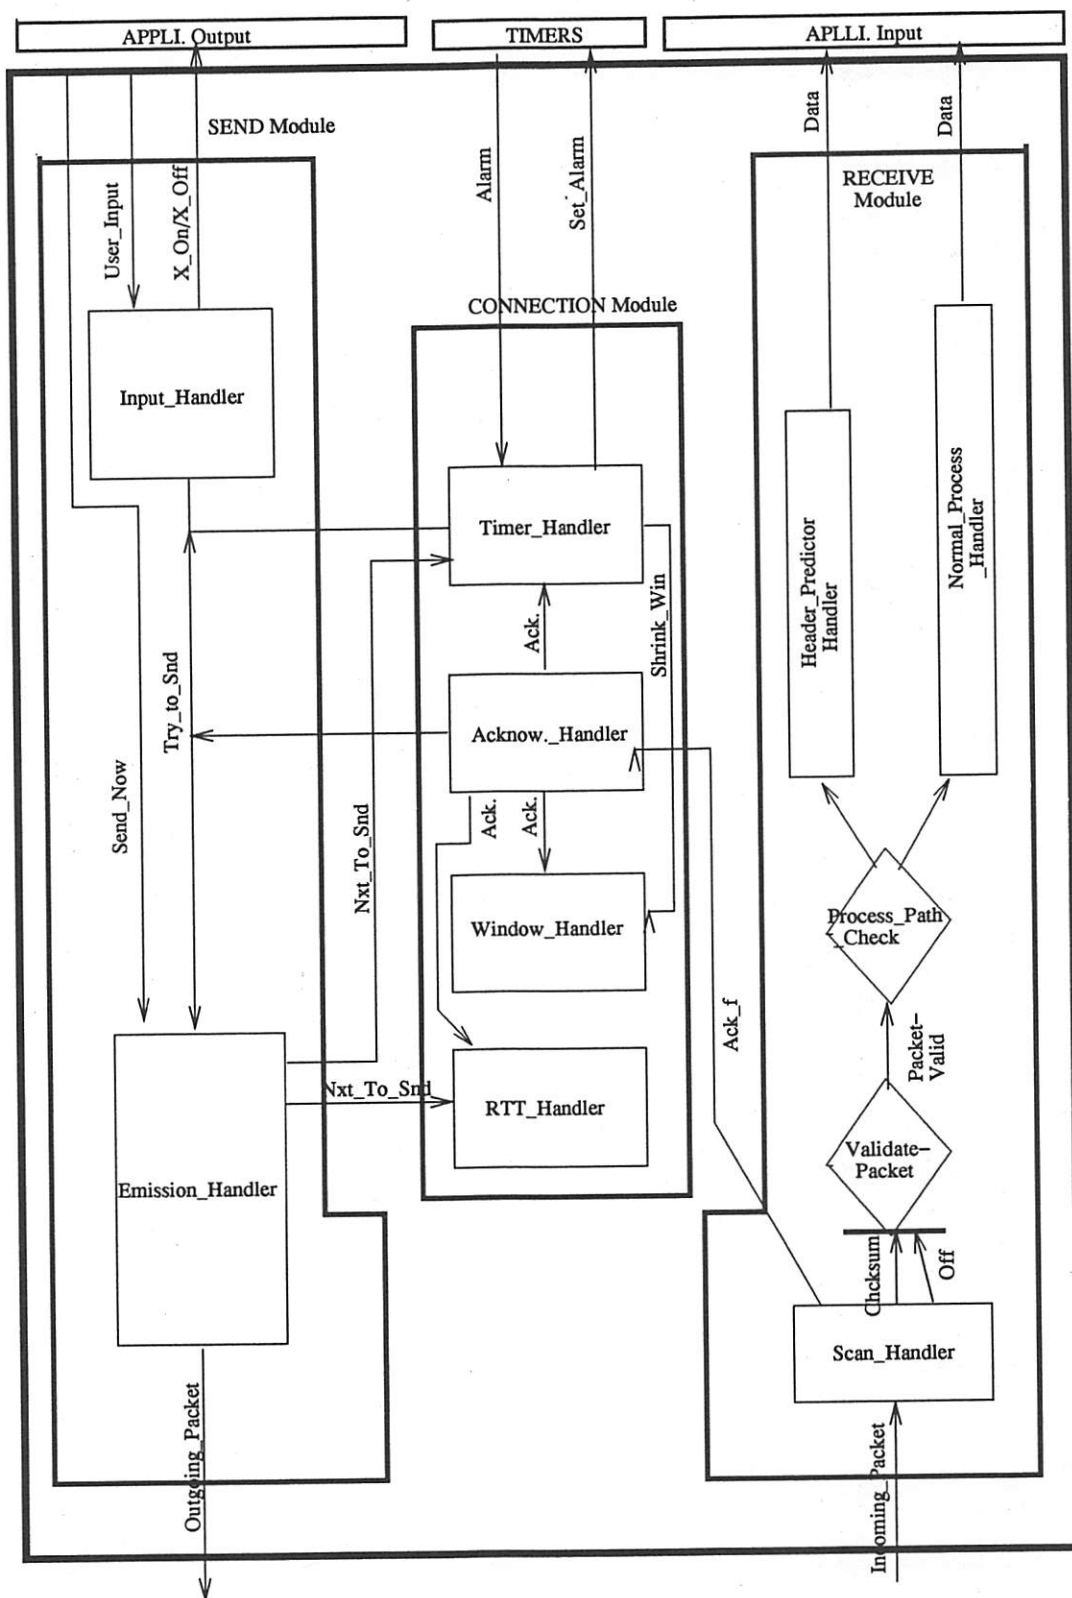 APPLI. Output
TIMERS
APLLI. Input
SEND Module
User_Input
X_On/X_Off
Alarm
Set_Alarm
Data
Data
RECEIVE
Module
CONNECTION Module
Input_Handler
Timer_Handler
Header_Predictor
Handler
Normal_Process
_Handler
Shrink_Win
Ack.
Try_to_Snd
Send_Now
Acknow._Handler
Nxt_To_Snd
Ack.
Ack.
Window_Handler
Process_Path
_Check
Ack_f
Packet-
Valid
Nxt_To_Snd
RTT_Handler
Validate-
Packet
Emission_Handler
Chcksum
Off
Scan_Handler
Outgoing_Packet
Incoming_Packet